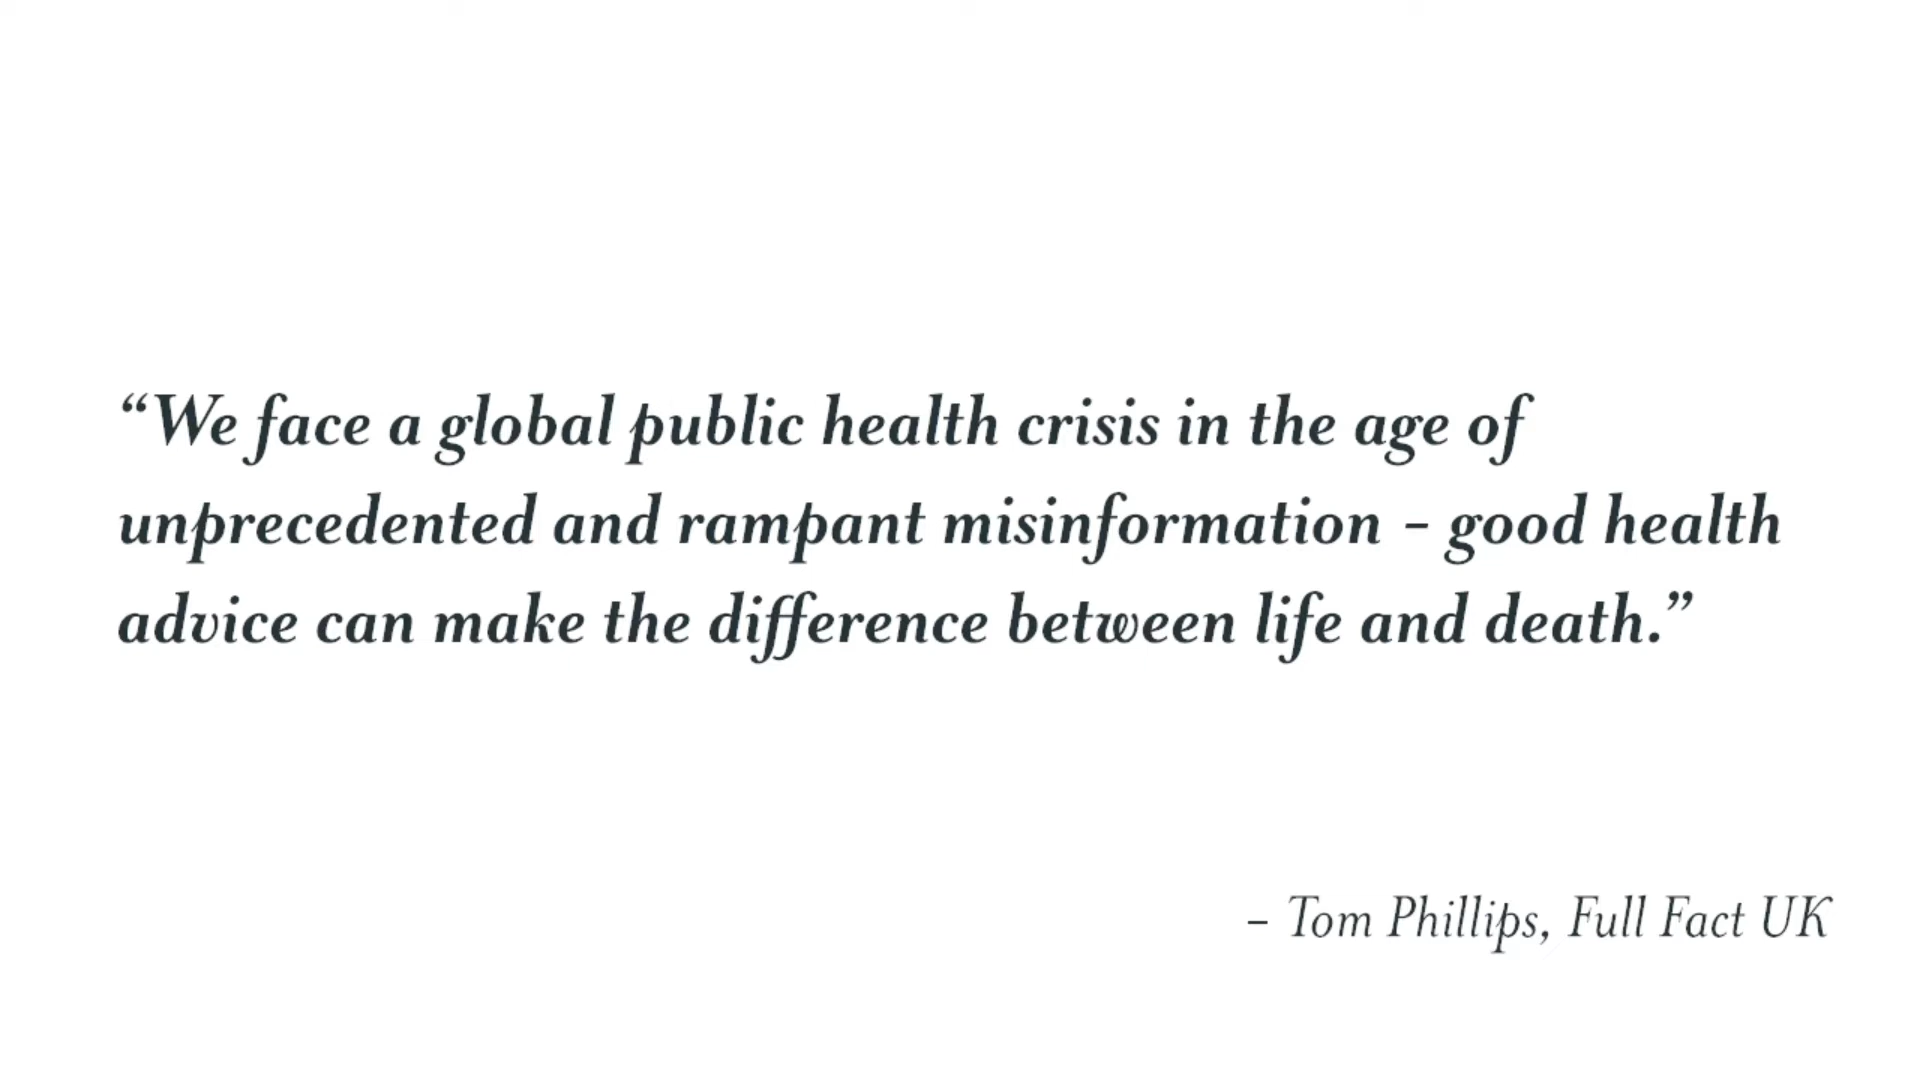 “We face a global public health crisis in the age of
unprecedented and rampant misinformation – good health
advice can make the difference between life and death.”
– Tom Phillips, Full Fact UK